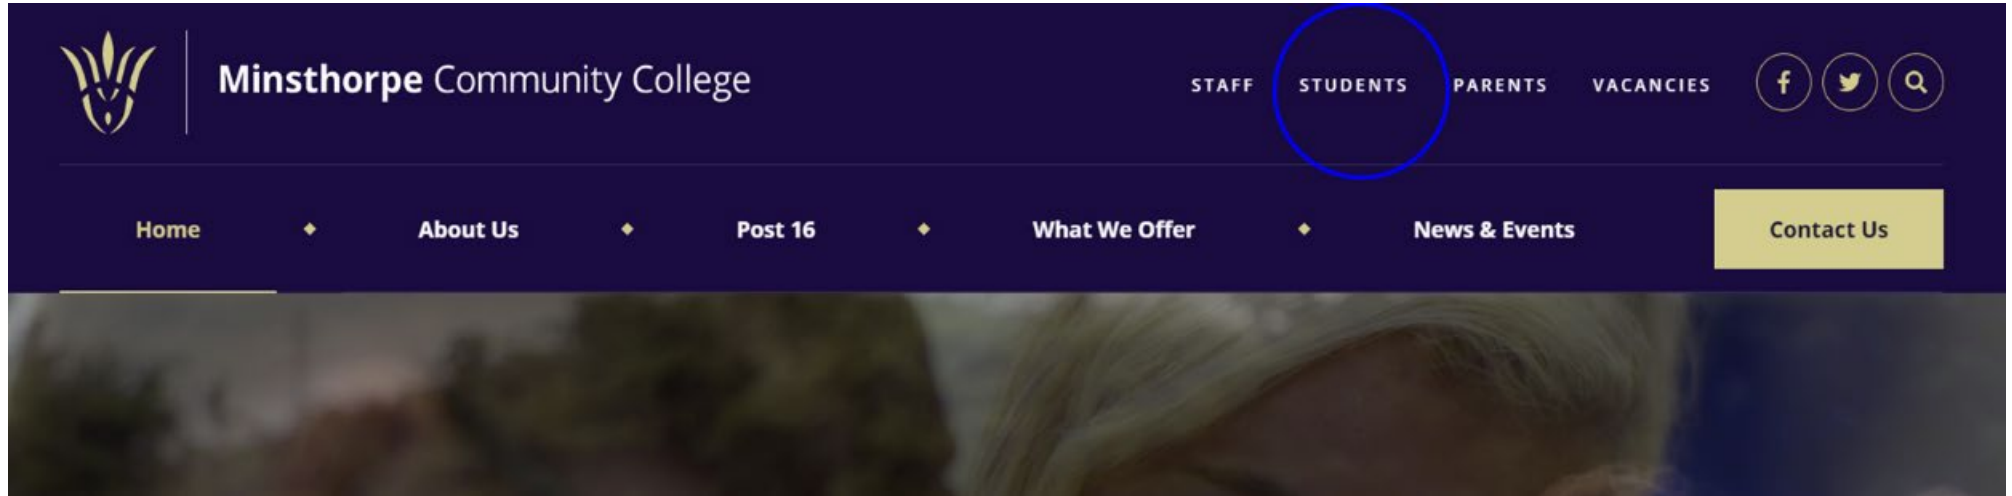 Minsthorpe Community College
STAFF STUDENTS PARENTS VACANCIES
Home About Us Post 16 What We Offer News & Events Contact Us